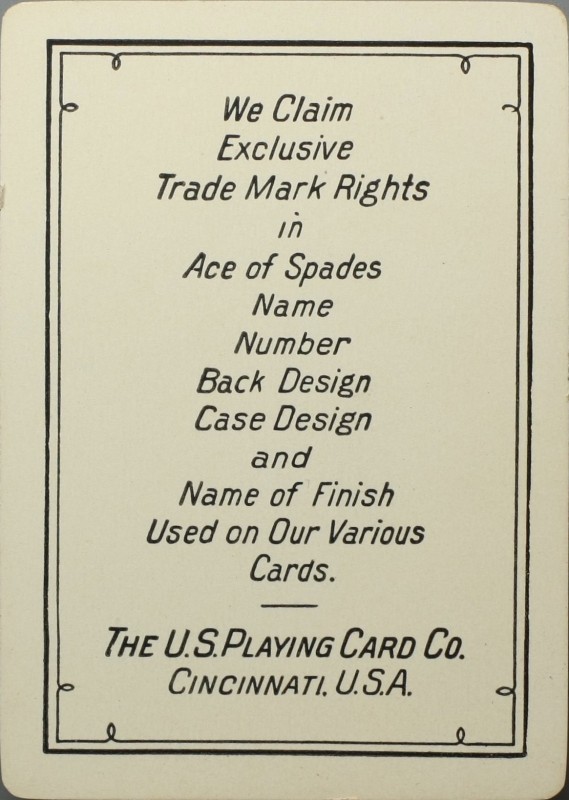 We Claim
Exclusive
Trade Mark Rights
in
Ace of Spades
Name
Number
Back Design
Case Design
and
Name of Finish
Used on Our Various
Cards.
THE U.S. PLAYING CARD CO.
CINCINNATI, U.S.A.